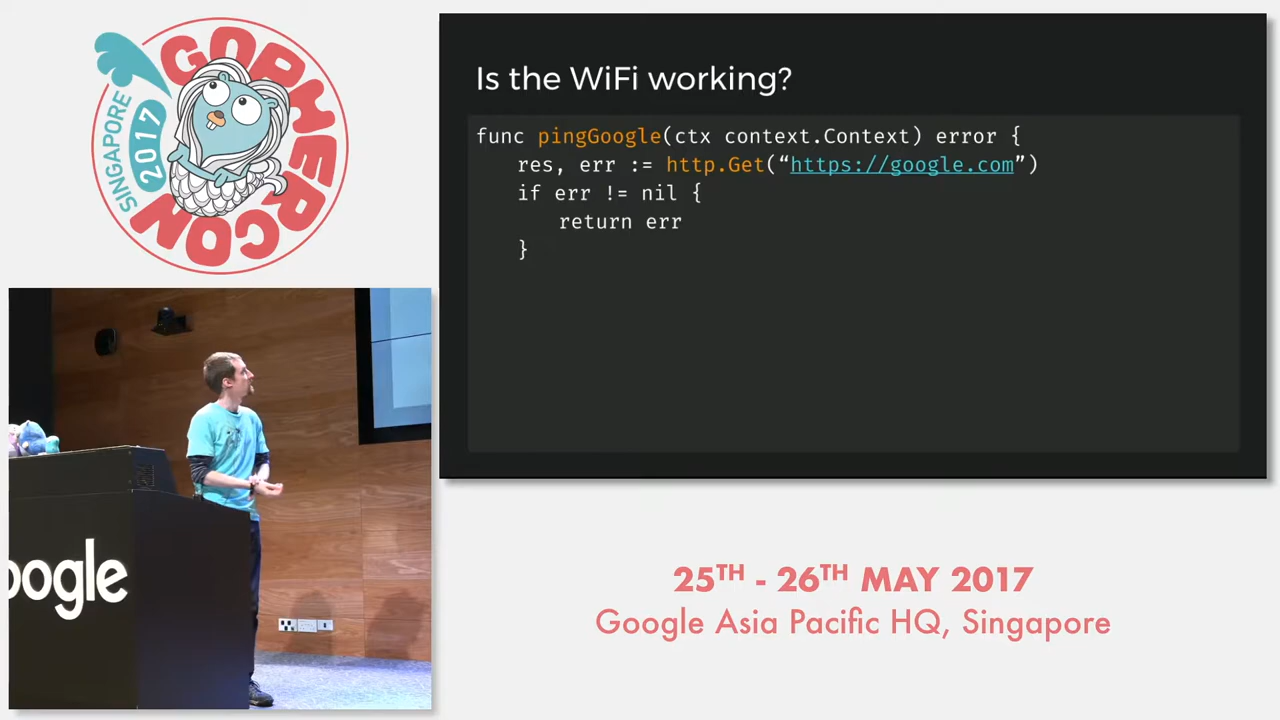 GOPHERCON
SINGAPORE
2017
Is the WiFi working?
func pingGoogle(ctx context.Context) error {
res, err := http.Get(“https://google.com”)
if err != nil {
return err
}
oogle
25TH - 26TH MAY 2017
Google Asia Pacific HQ, Singapore